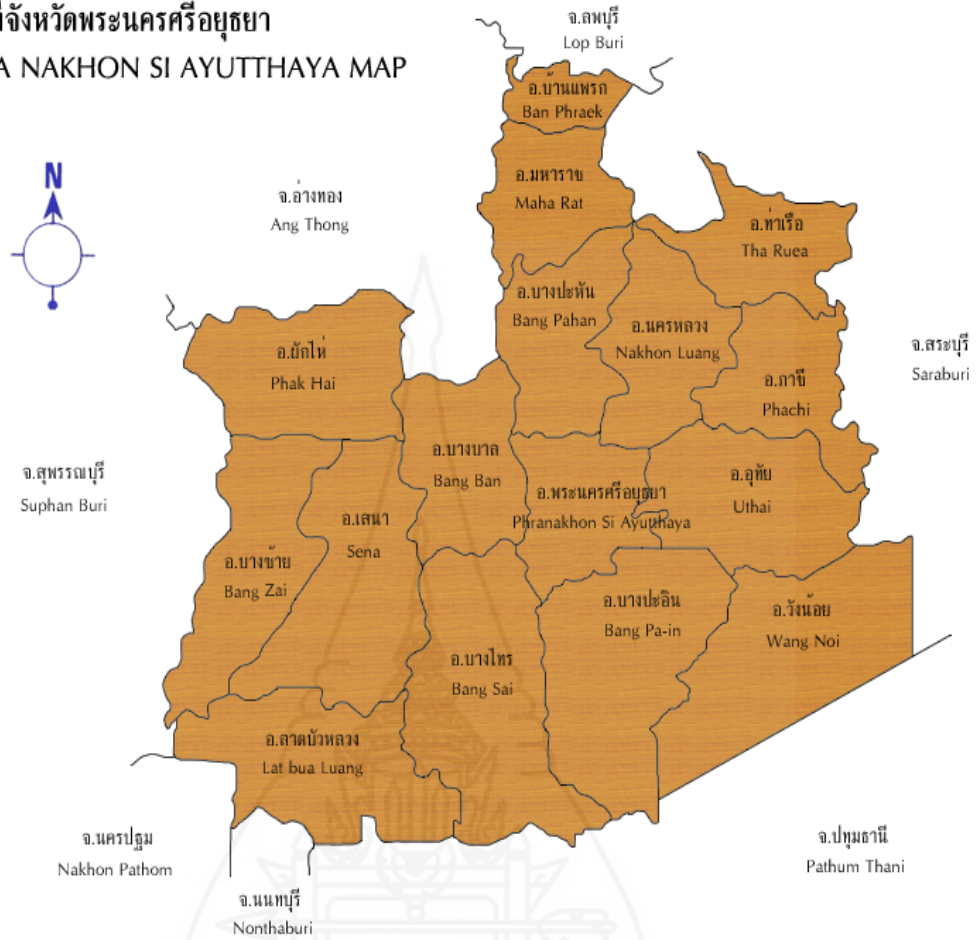 ที่จังหวัดพระนครศรีอยุธยา
A NAKHON SI AYUTTHAYA MAP
จ.ลพบุรี
Lop Buri
อ.บ้านแพรก
Ban Phraek
N
อ.มหาราช
Maha Rat
จ.อ่างทอง
Ang Thong
อ.ท่าเรือ
Tha Ruea
อ.บางปะหัน
Bang Pahan
อ.นครหลวง
Nakhon Luang
จ.สระบุรี
Saraburi
อ.ผักไห่
Phak Hai
อ.ภาชี
Phachi
อ.บางบาล
Bang Ban
จ.สุพรรณบุรี
Suphan Buri
อ.อุทัย
Uthai
อ.พระนครศรีอยุธยา
Phranakhon Si Ayutthaya
อ.เสนา
Sena
อ.บางซ้าย
Bang Zai
อ.บางปะอิน
Bang Pa-in
อ.วังน้อย
Wang Noi
อ.บางไทร
Bang Sai
อ.ลาดบัวหลวง
Lat bua Luang
จ.นครปฐม
Nakhon Pathom
จ.ปทุมธานี
Pathum Thani
จ.นนทบุรี
Nonthaburi